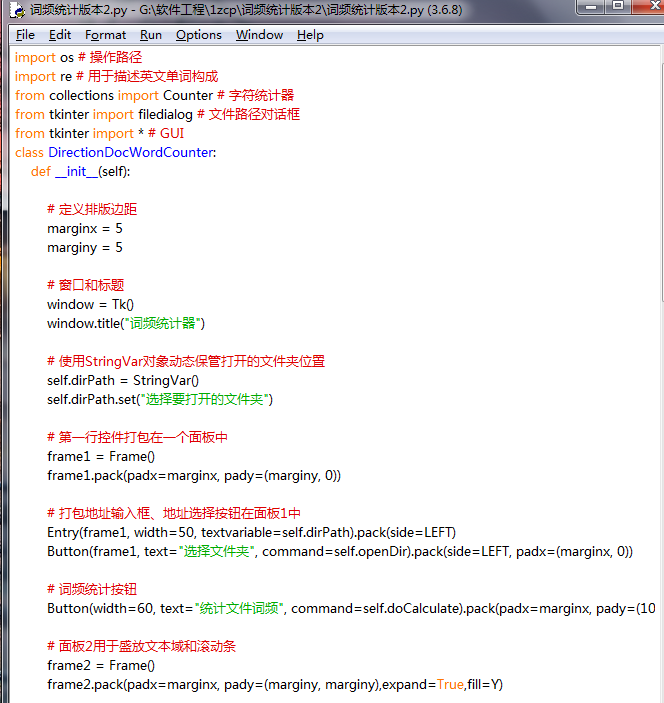 词频统计版本2.py - G:\软件工程\1zcp\词频统计版本2\词频统计版本2.py (3.6.8)
File Edit Format Run Options Window Help
import os # 操作路径
import re # 用于描述英文单词构成
from collections import Counter # 字符统计器
from tkinter import filedialog # 文件路径对话框
from tkinter import * # GUI
class DirectionDocWordCounter:
def __init__(self):
# 定义排版边距
marginx = 5
marginy = 5
# 窗口和标题
window = Tk()
window.title("词频统计器")
# 使用StringVar对象动态保管打开的文件夹位置
self.dirPath = StringVar()
self.dirPath.set("选择要打开的文件夹")
# 第一行控件打包在一个面板中
frame1 = Frame()
frame1.pack(padx=marginx, pady=(marginy, 0))
# 打包地址输入框、地址选择按钮在面板1中
Entry(frame1, width=50, textvariable=self.dirPath).pack(side=LEFT)
Button(frame1, text="选择文件夹", command=self.openDir).pack(side=LEFT, padx=(marginx, 0))
# 词频统计按钮
Button(width=60, text="统计文件词频", command=self.doCalculate).pack(padx=marginx, pady=(10
# 面板2用于盛放文本域和滚动条
frame2 = Frame()
frame2.pack(padx=marginx, pady=(marginy, marginy),expand=True,fill=Y)